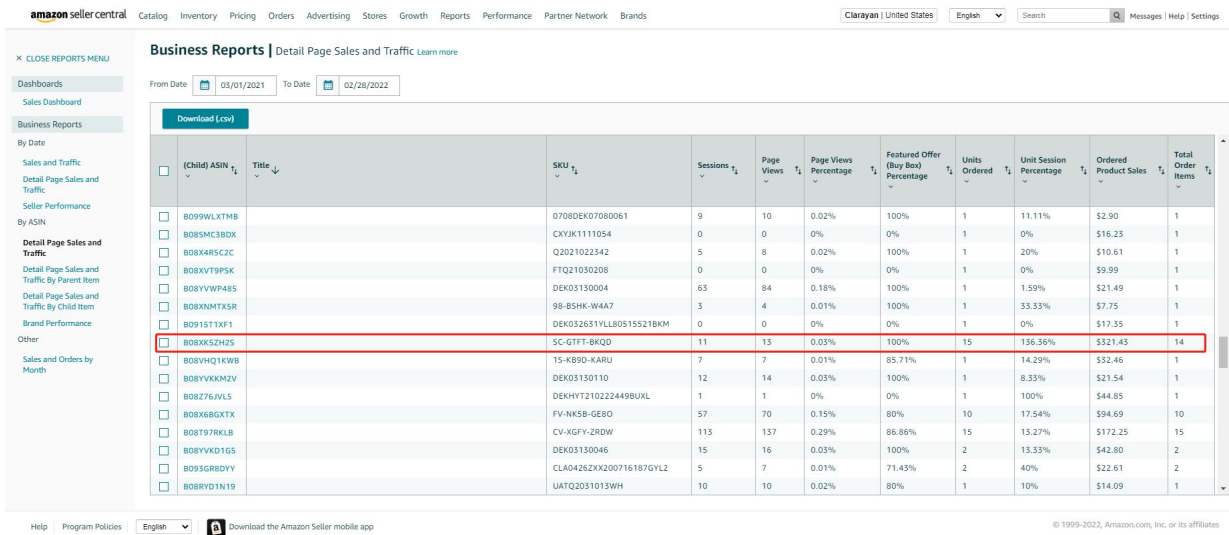 amazon seller central Catalog Inventory Pricing Orders Advertising Stores Growth Reports Performance Partner Network Brands Clarayan | United States English Search Messages | Help | Settings
× CLOSE REPORTS MENU
Dashboards
Sales Dashboard
Business Reports
By Date
Sales and Traffic
Detail Page Sales and
Traffic
Seller Performance
By ASIN
Detail Page Sales and
Traffic
Detail Page Sales and
Traffic By Parent Item
Detail Page Sales and
Traffic By Child Item
Brand Performance
Other
Sales and Orders by
Month
Business Reports | Detail Page Sales and Traffic Learn more
From Date 03/01/2021 To Date 02/28/2022
Download (.csv)
(Child) ASIN Title SKU Sessions Page Views Page Views Percentage Featured Offer (Buy Box) Percentage Units Ordered Unit Session Percentage Ordered Product Sales Total Order Items
B099WLXTMB 0708DEK07080061 9 10 0.02% 100% 1 11.11% $2.90 1
B08SMC3BDX CXYJK1111054 0 0 0% 0% 1 0% $16.23 1
B08X4R5C2C Q2021022342 5 8 0.02% 100% 1 20% $10.61 1
B08XVT9PSK FTQ21030208 0 0 0% 0% 1 0% $9.99 1
B08YVWP485 DEK03130004 63 84 0.18% 100% 1 1.59% $21.49 1
B08XNMTXSR 98-BSHK-W4A7 3 4 0.01% 100% 1 33.33% $7.75 1
B091ST1XF1 DEK032631YLL80515521BKM 0 0 0% 0% 1 0% $17.35 1
B08XK5ZH2S SC-GTFT-BKQD 11 13 0.03% 100% 15 136.36% $321.43 14
B08VHQ1KWB 1S-KB9D-KARU 7 7 0.01% 85.71% 1 14.29% $32.46 1
B08YVKKM2V DEK03130110 12 14 0.03% 100% 1 8.33% $21.54 1
B08Z76JVL5 DEKHYT210222449BUXL 1 1 0% 0% 1 100% $44.85 1
B08X6BGXTX FV-NK5B-GE8O 57 70 0.15% 80% 10 17.54% $94.69 10
B08T97RKLB CV-XGFY-ZRDW 113 137 0.29% 86.86% 15 13.27% $172.25 15
B08YVKD1G5 DEK03130046 15 16 0.03% 100% 2 13.33% $42.80 2
B093GR8DYY CLA0426ZXX200716187GYL2 5 7 0.01% 71.43% 2 40% $22.61 2
B08RYD1N19 UATQ2031013WH 10 10 0.02% 80% 1 10% $14.09 1
Help Program Policies English a Download the Amazon Seller mobile app © 1999-2022, Amazon.com, Inc. or its affiliates